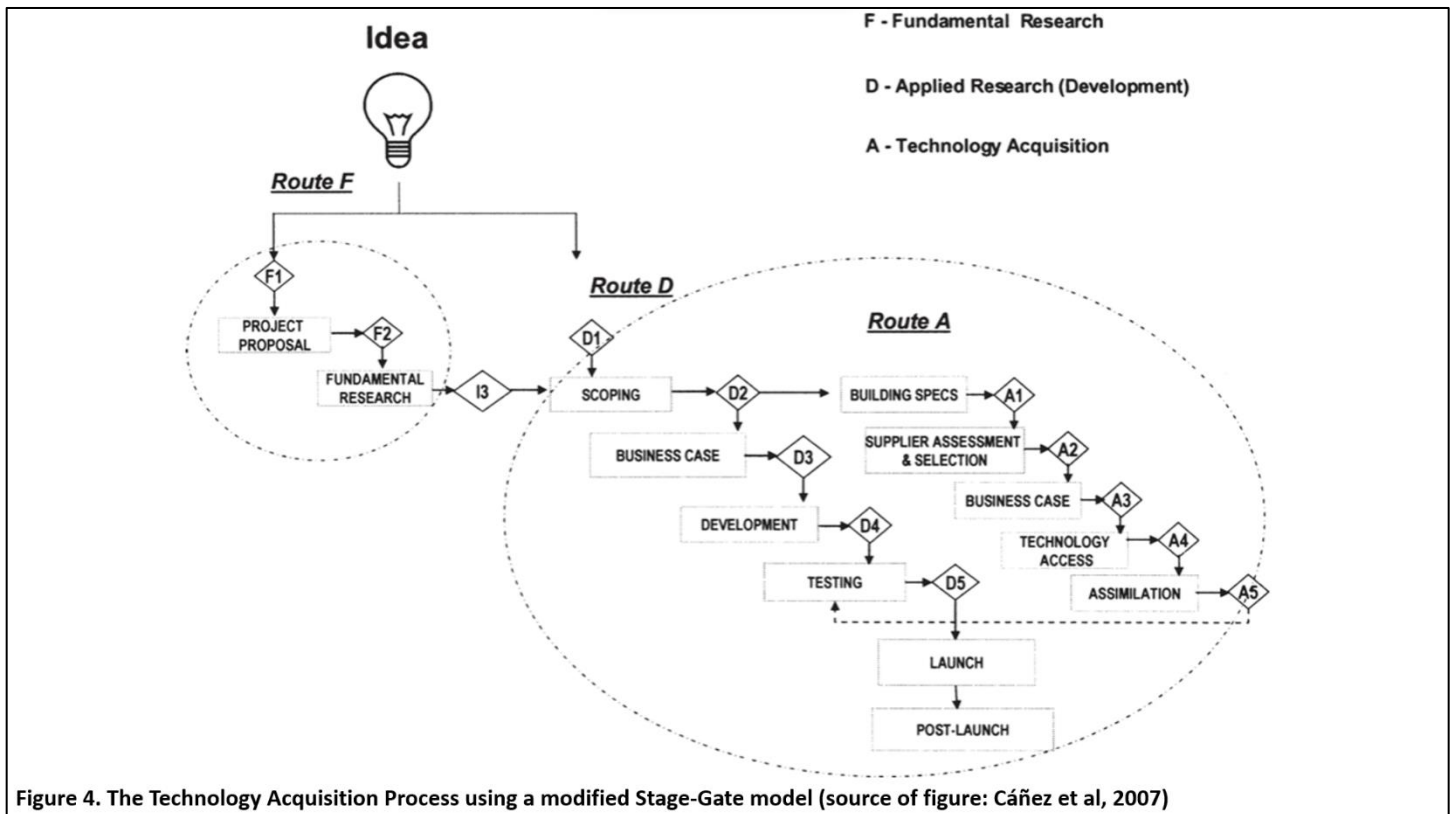 Idea
F - Fundamental Research
D - Applied Research (Development)
A - Technology Acquisition
Route F
F1
PROJECT
PROPOSAL
F2
FUNDAMENTAL
RESEARCH
I3
Route D
D1
SCOPING
D2
BUSINESS CASE
D3
DEVELOPMENT
D4
TESTING
D5
LAUNCH
POST-LAUNCH
Route A
BUILDING SPECS
A1
SUPPLIER ASSESSMENT
& SELECTION
A2
BUSINESS CASE
A3
TECHNOLOGY
ACCESS
A4
ASSIMILATION
A5
Figure 4. The Technology Acquisition Process using a modified Stage-Gate model (source of figure: Cáñez et al, 2007)